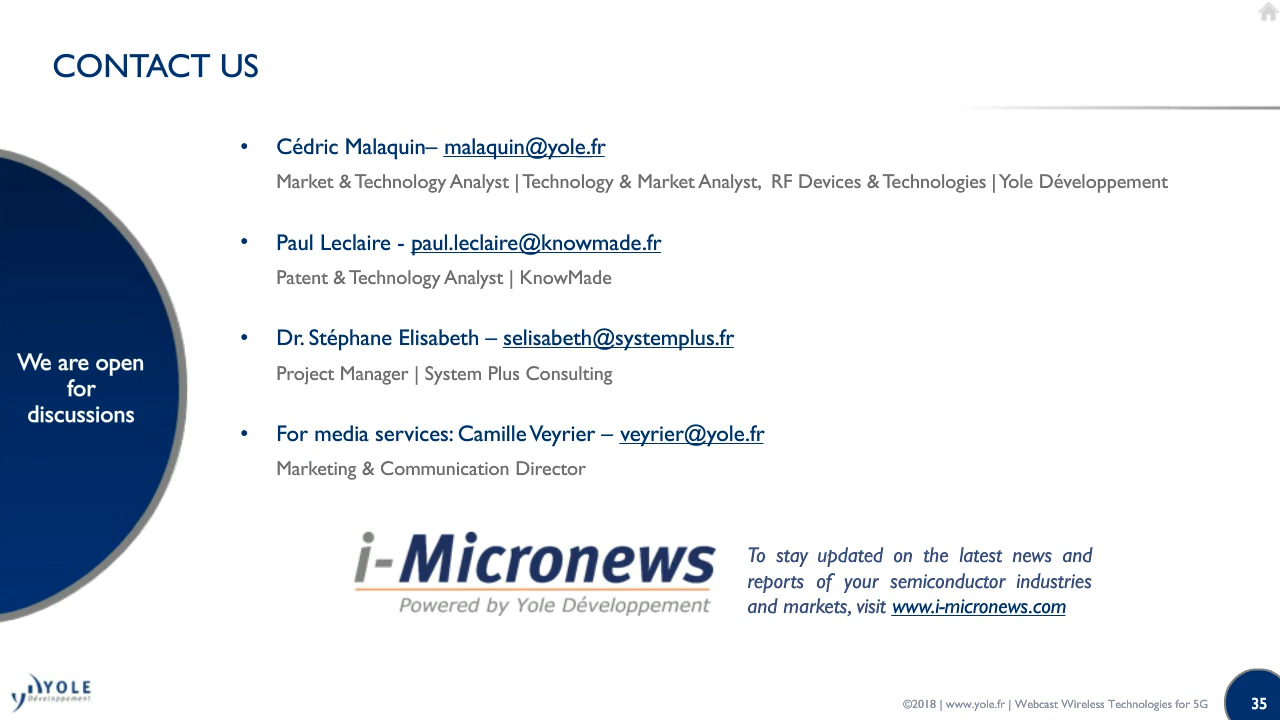 CONTACT US
• Cédric Malaquin– malaquin@yole.fr
Market & Technology Analyst | Technology & Market Analyst, RF Devices & Technologies | Yole Développement
• Paul Leclaire - paul.leclaire@knowmade.fr
Patent & Technology Analyst | KnowMade
• Dr. Stéphane Elisabeth – selisabeth@systemplus.fr
Project Manager | System Plus Consulting
• For media services: Camille Veyrier – veyrier@yole.fr
Marketing & Communication Director
We are open
for
discussions
i-Micronews
Powered by Yole Développement
To stay updated on the latest news and
reports of your semiconductor industries
and markets, visit www.i-micronews.com
YOLE
Développement
©2018 | www.yole.fr | Webcast Wireless Technologies for 5G
35